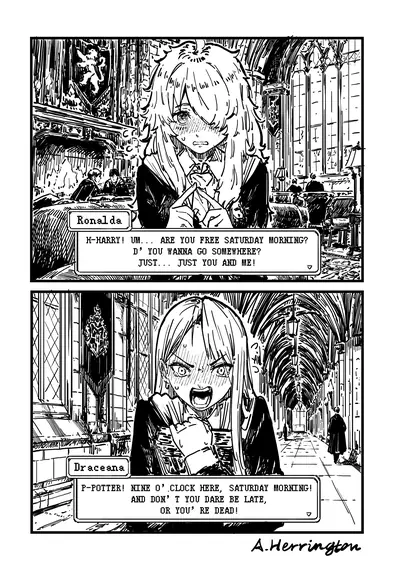 Ronalda
H-HARRY! UM... ARE YOU FREE SATURDAY MORNING?
D' YOU WANNA GO SOMEWHERE?
JUST... JUST YOU AND ME!
Draceana
P-POTTER! NINE O' CLOCK HERE, SATURDAY MORNING!
AND DON' T YOU DARE BE LATE,
OR YOU' RE DEAD!
A.Herrington